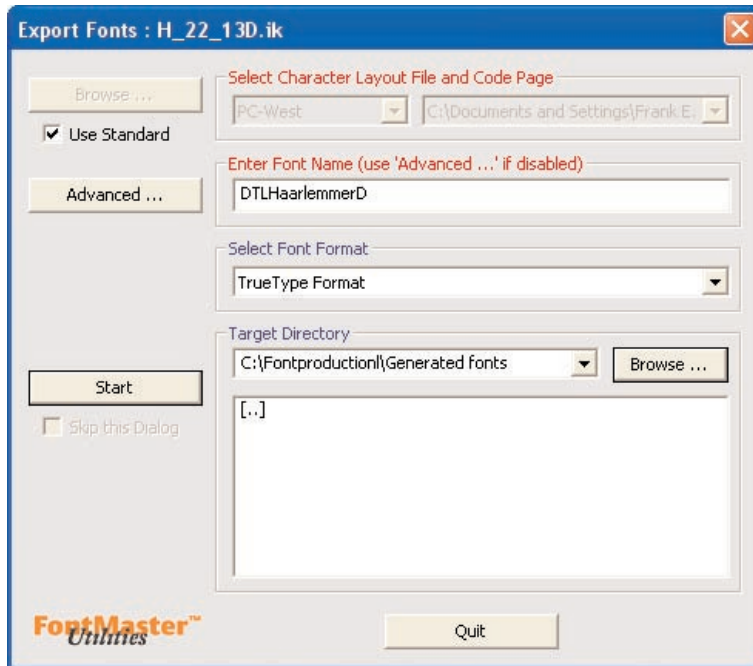 Export Fonts : H_22_13D.ik
Browse ...
Use Standard
Select Character Layout File and Code Page
PC-West
C:\Documents and Settings\Frank E.
Advanced ...
Enter Font Name (use 'Advanced ...' if disabled)
DTLHaarlemmerD
Select Font Format
TrueType Format
Target Directory
C:\Fontproductionl\Generated fonts
Browse ...
Start
Skip this Dialog
[..]
FontMaster™
Utilities
Quit